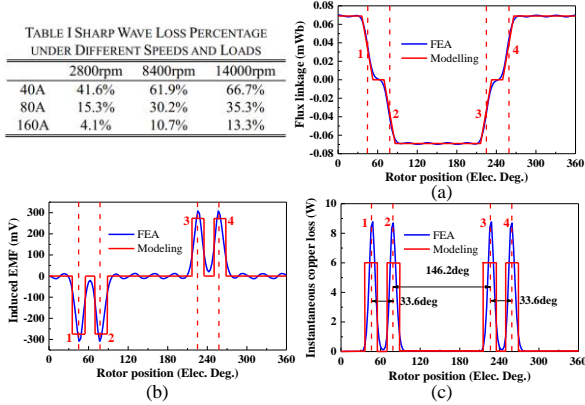 TABLE I SHARP WAVE LOSS PERCENTAGE
UNDER DIFFERENT SPEEDS AND LOADS
2800rpm 8400rpm 14000rpm
40A 41.6% 61.9% 66.7%
80A 15.3% 30.2% 35.3%
160A 4.1% 10.7% 13.3%
Flux linkage (mWb)
0.08
0.06
0.04
0.02
0.00
-0.02
-0.04
-0.06
-0.08
FEA
Modelling
1
2
3
4
0 60 120 180 240 300 360
Rotor position (Elec. Deg.)
(a)
Induced EMF (mV)
300
200
100
0
-100
-200
-300
FEA
Modeling
1
2
3
4
0 60 120 180 240 300 360
Rotor position (Elec. Deg.)
(b)
Instantaneous copper loss (W)
10
8
6
4
2
0
FEA
Modeling
1
2
3
4
146.2deg
33.6deg
33.6deg
0 60 120 180 240 300 360
Rotor position (Elec. Deg.)
(c)